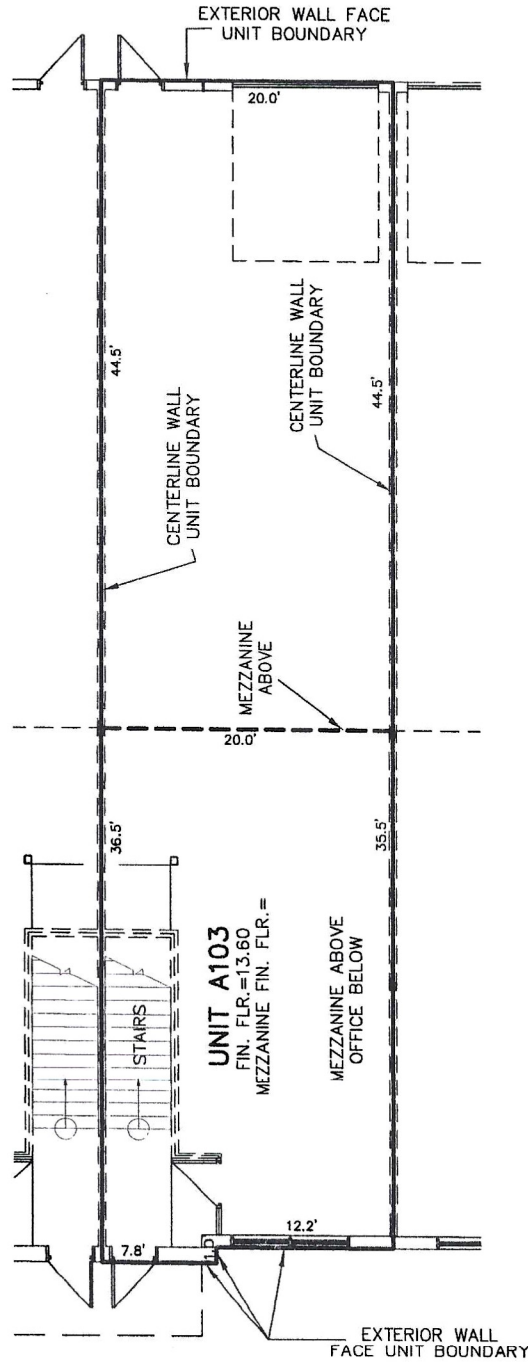 EXTERIOR WALL FACE
UNIT BOUNDARY
20.0'
44.5'
44.5'
CENTERLINE WALL
UNIT BOUNDARY
CENTERLINE WALL
UNIT BOUNDARY
MEZZANINE
ABOVE
20.0'
36.5'
35.5'
STAIRS
UNIT A103
FIN. FLR.=13.60
MEZZANINE FIN. FLR.=
MEZZANINE ABOVE
OFFICE BELOW
7.8'
12.2'
EXTERIOR WALL
FACE UNIT BOUNDARY